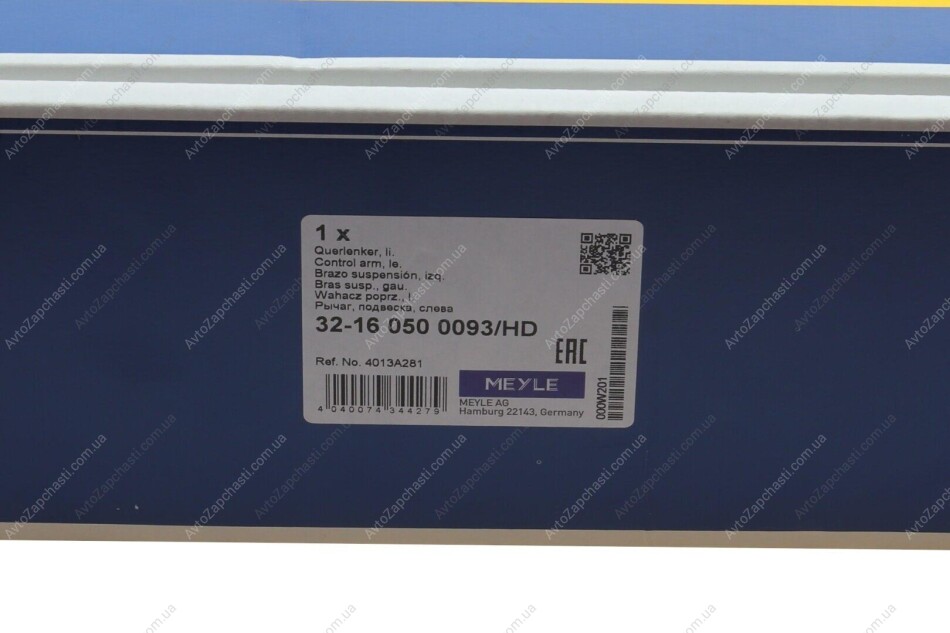 1 x
Querlenker, li.
Control arm, le.
Brazo suspensión, izq.
Bras susp., gau.
Wahacz poprz., l.
Рычаг, подвеска, слева
32-16 050 0093/HD
EAC
Ref. No. 4013A281
MEYLE
MEYLE AG
Hamburg 22143, Germany
4 040074 344279
000W201
AvtoZapchasti.com.ua